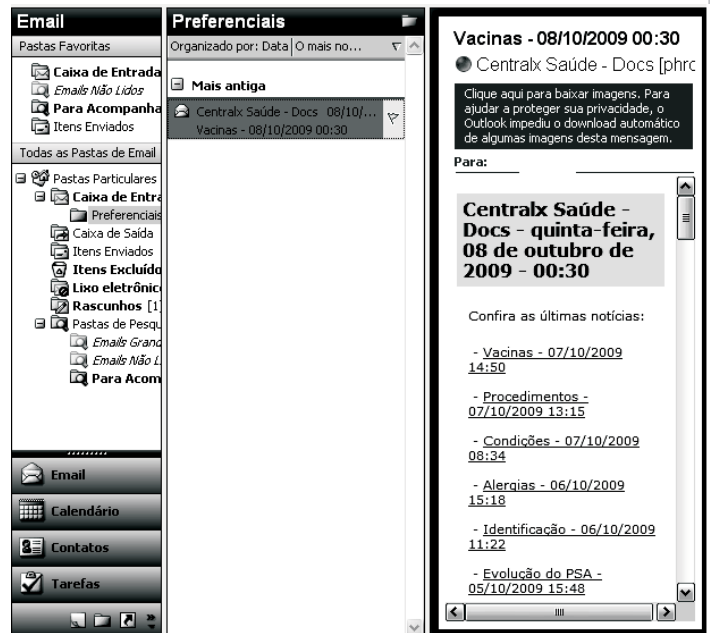 Email
Pastas Favoritas
Caixa de Entrada
Emails Não Lidos
Para Acompanha
Itens Enviados
Todas as Pastas de Email
Pastas Particulares
Caixa de Entra
Preferenciais
Caixa de Saída
Itens Enviados
Itens Excluído
Lixo eletrônic
Rascunhos [1]
Pastas de Pesqu
Emails Grand
Emails Não L
Para Acom
Email
Calendário
Contatos
Tarefas
Preferenciais
Organizado por: Data O mais no...
Mais antiga
Centralx Saúde - Docs 08/10/...
Vacinas - 08/10/2009 00:30
Vacinas - 08/10/2009 00:30
Centralx Saúde - Docs [phrc
Clique aqui para baixar imagens. Para
ajudar a proteger sua privacidade, o
Outlook impediu o download automático
de algumas imagens desta mensagem.
Para:
Centralx Saúde -
Docs - quinta-feira,
08 de outubro de
2009 - 00:30
Confira as últimas notícias:
- Vacinas - 07/10/2009
14:50
- Procedimentos -
07/10/2009 13:15
- Condições - 07/10/2009
08:34
- Alergias - 06/10/2009
15:18
- Identificação - 06/10/2009
11:22
- Evolução do PSA -
05/10/2009 15:48